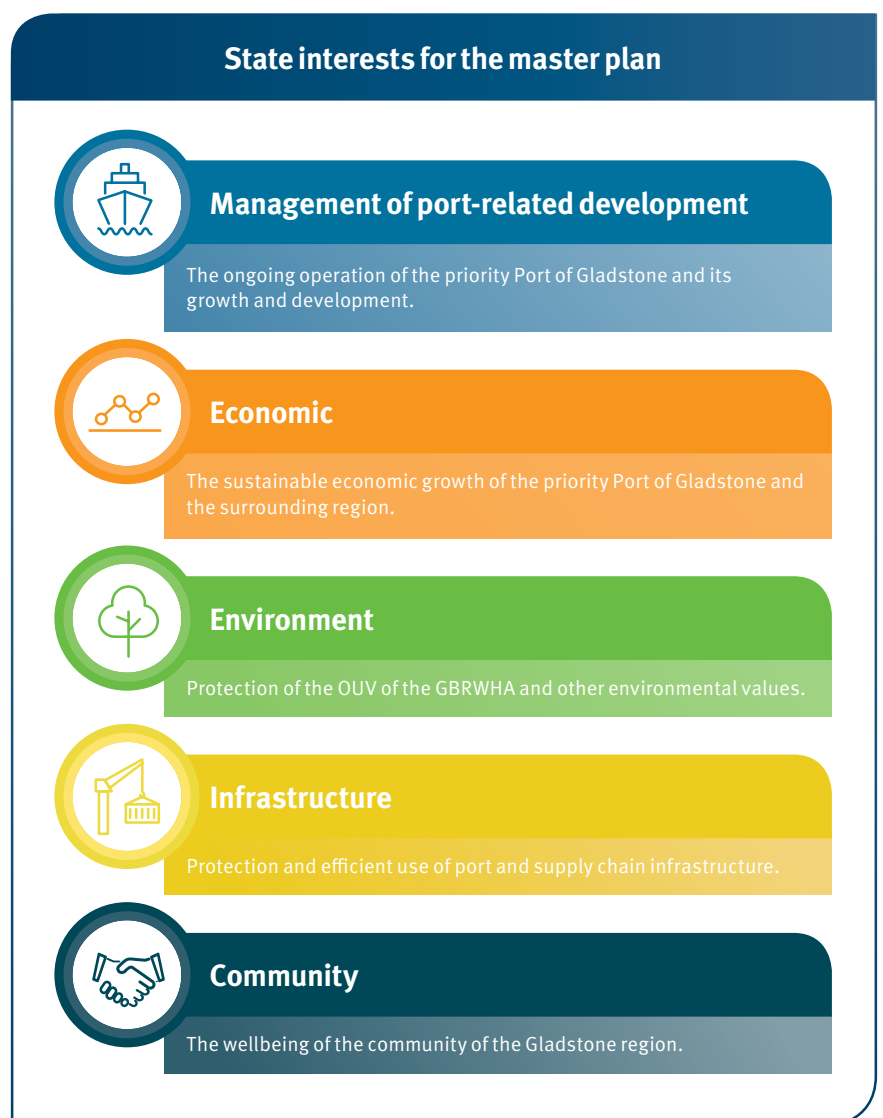 State interests for the master plan
Management of port-related development
The ongoing operation of the priority Port of Gladstone and its
growth and development.
Economic
The sustainable economic growth of the priority Port of Gladstone and
the surrounding region.
Environment
Protection of the OUV of the GBRWHA and other environmental values.
Infrastructure
Protection and efficient use of port and supply chain infrastructure.
Community
The wellbeing of the community of the Gladstone region.